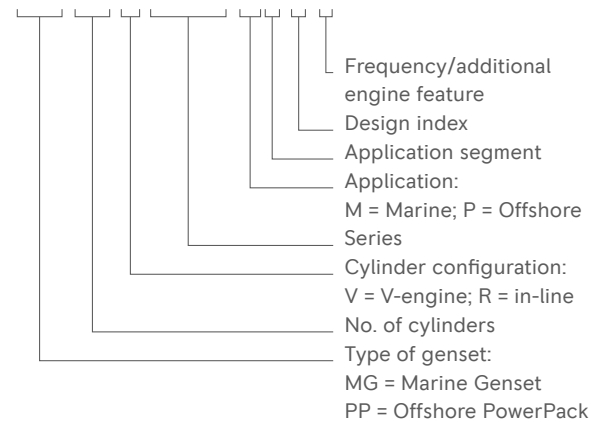 Frequency/additional
engine feature
Design index
Application segment
Application:
M = Marine; P = Offshore
Series
Cylinder configuration:
V = V-engine; R = in-line
No. of cylinders
Type of genset:
MG = Marine Genset
PP = Offshore PowerPack